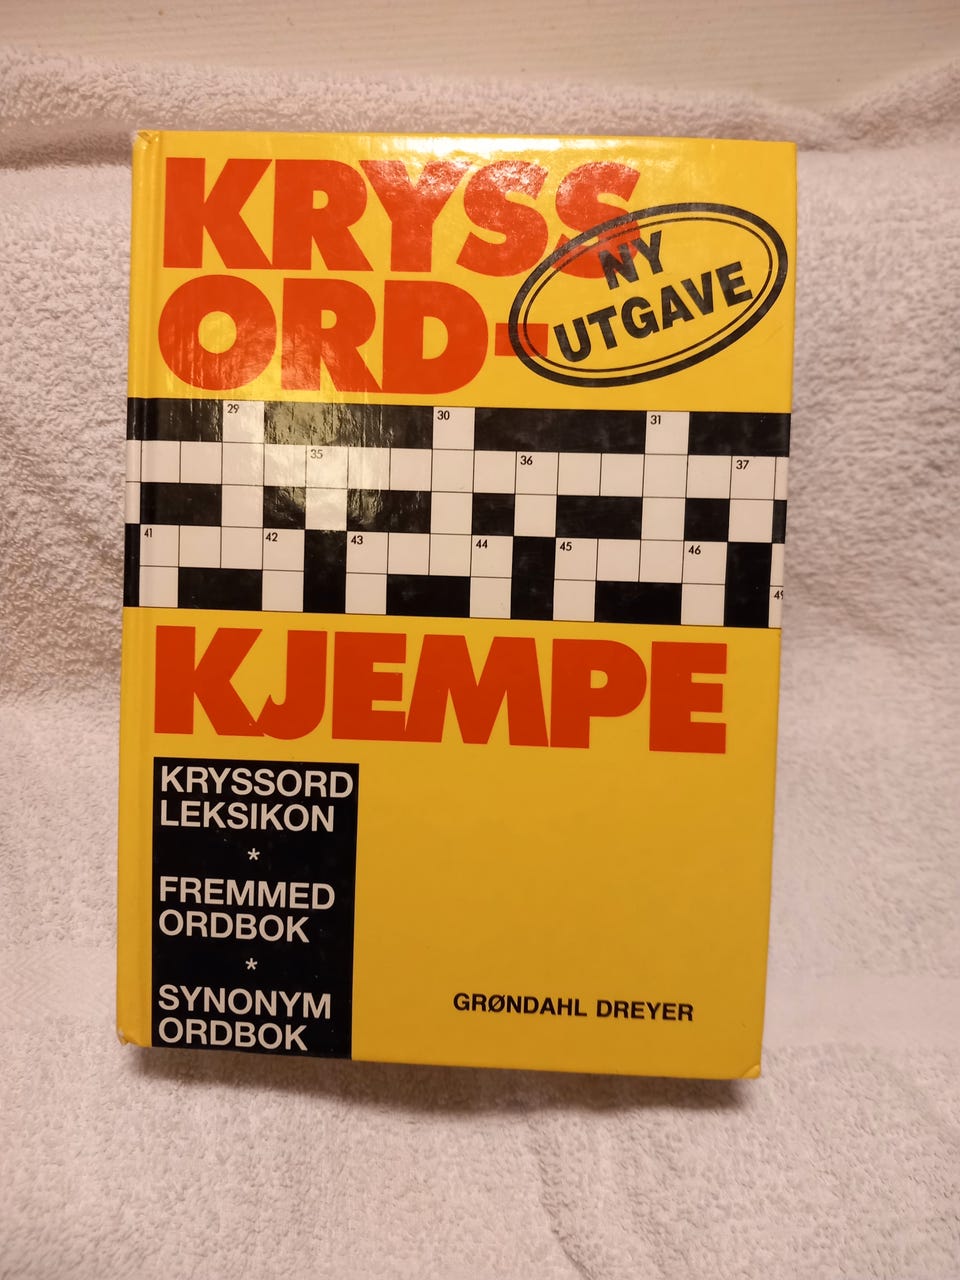 KRYSS
ORD-
NY
UTGAVE
29 30 31
35 36 37
41 42 43 44 45 46
49
KJEMPE
KRYSSORD
LEKSIKON
*
FREMMED
ORDBOK
*
SYNONYM
ORDBOK
GRØNDAHL DREYER